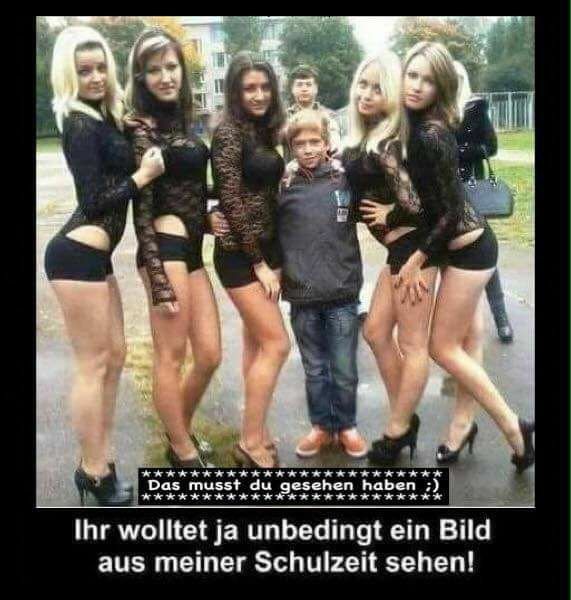 ************************
Das musst du gesehen haben ;)
************************
Ihr wolltet ja unbedingt ein Bild
aus meiner Schulzeit sehen!